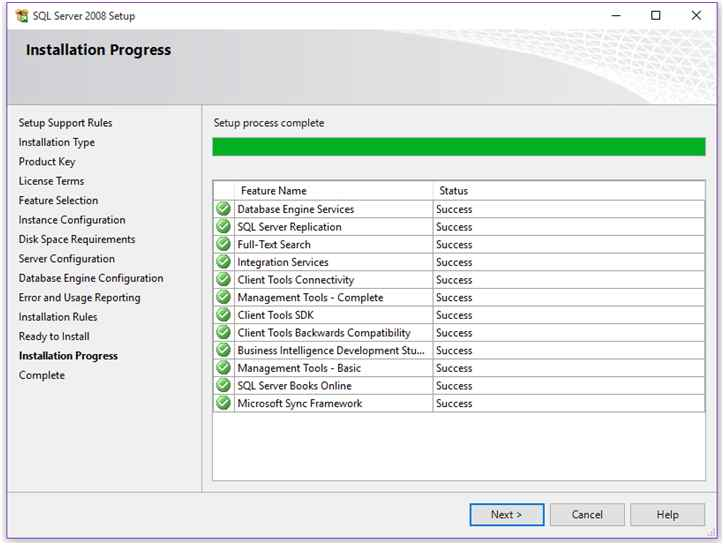 SQL Server 2008 Setup
Installation Progress
Setup Support Rules
Installation Type
Product Key
License Terms
Feature Selection
Instance Configuration
Disk Space Requirements
Server Configuration
Database Engine Configuration
Error and Usage Reporting
Installation Rules
Ready to Install
Installation Progress
Complete
Setup process complete
Feature Name Status
Database Engine Services Success
SQL Server Replication Success
Full-Text Search Success
Integration Services Success
Client Tools Connectivity Success
Management Tools - Complete Success
Client Tools SDK Success
Client Tools Backwards Compatibility Success
Business Intelligence Development Stu... Success
Management Tools - Basic Success
SQL Server Books Online Success
Microsoft Sync Framework Success
Next > Cancel Help